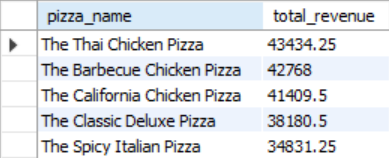 pizza_name total_revenue
The Thai Chicken Pizza 43434.25
The Barbecue Chicken Pizza 42768
The California Chicken Pizza 41409.5
The Classic Deluxe Pizza 38180.5
The Spicy Italian Pizza 34831.25